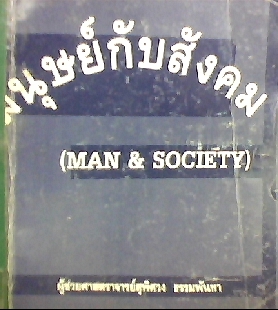 มนุษย์กับสังคม
(MAN & SOCIETY)
ผู้ช่วยศาสตราจารย์สุพิศวง ธรรมพันทา